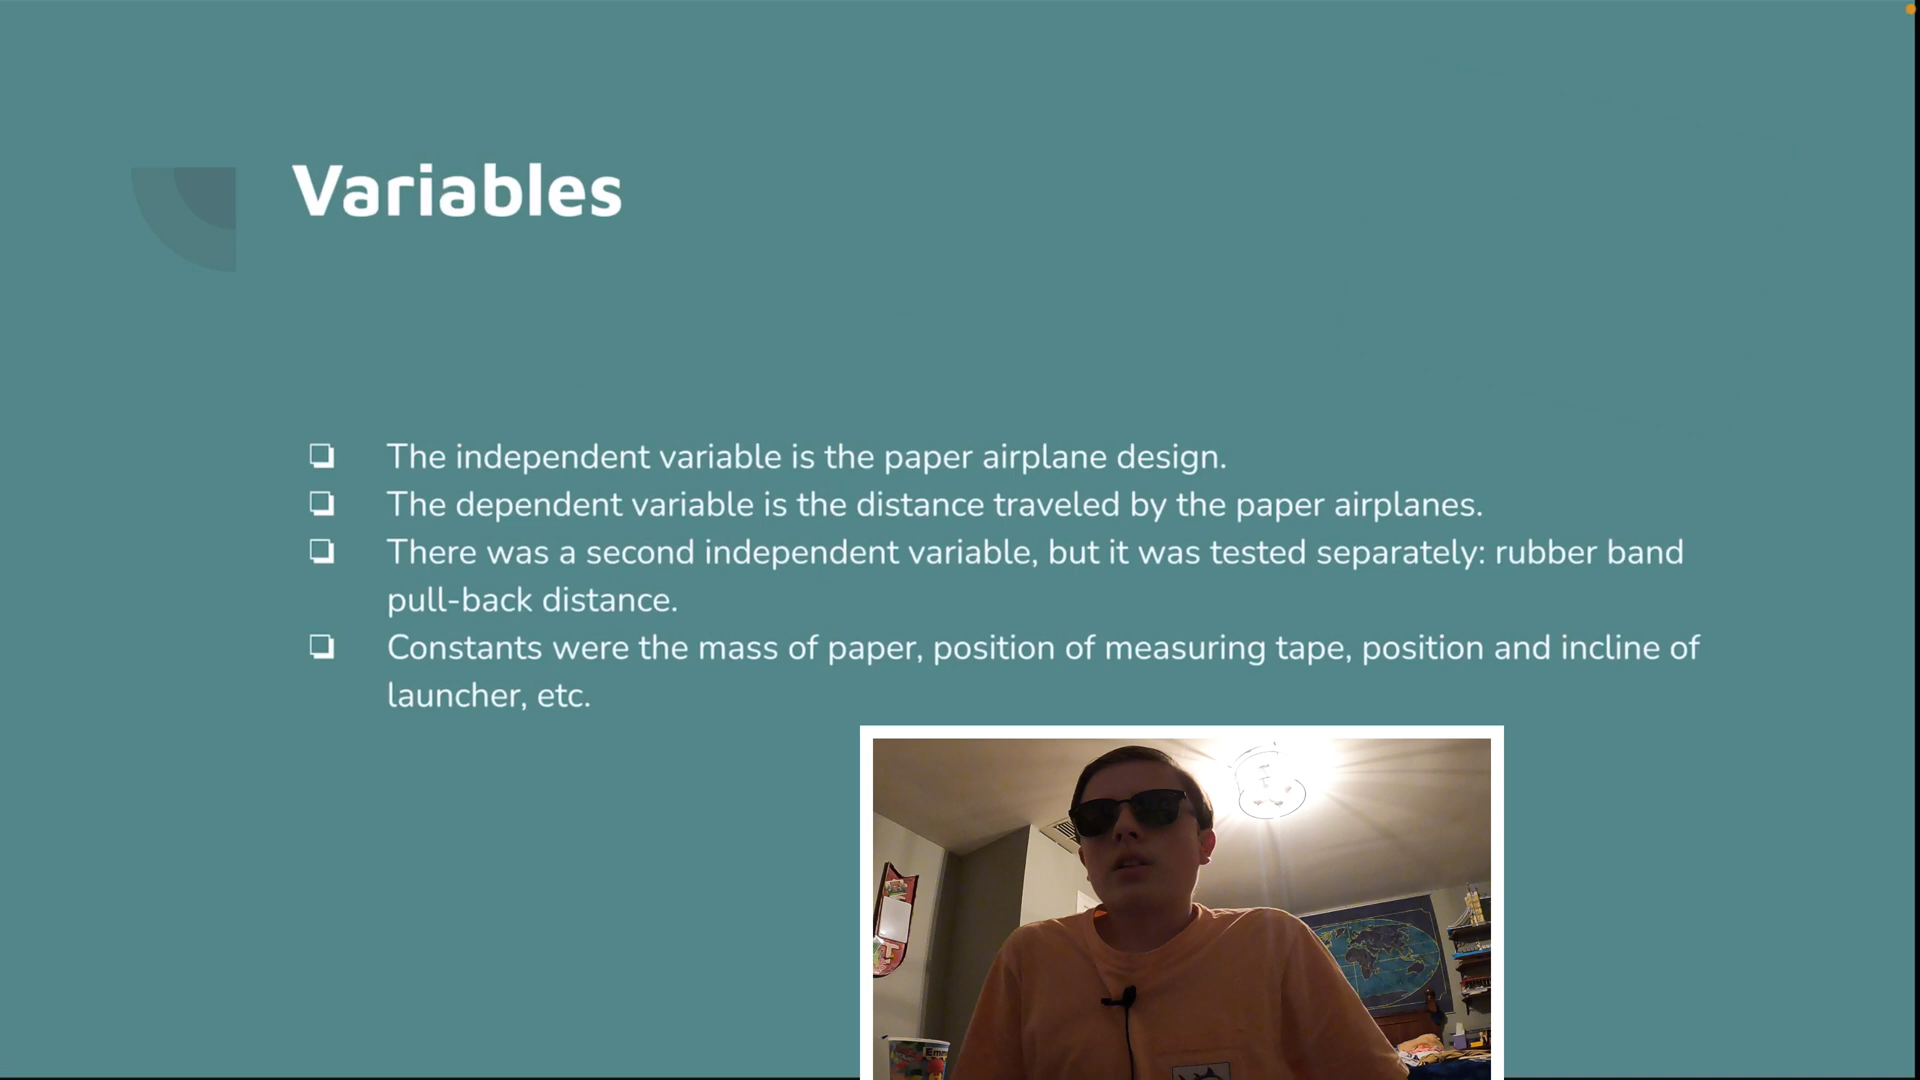 Variables
The independent variable is the paper airplane design.
The dependent variable is the distance traveled by the paper airplanes.
There was a second independent variable, but it was tested separately: rubber band
pull-back distance.
Constants were the mass of paper, position of measuring tape, position and incline of
launcher, etc.